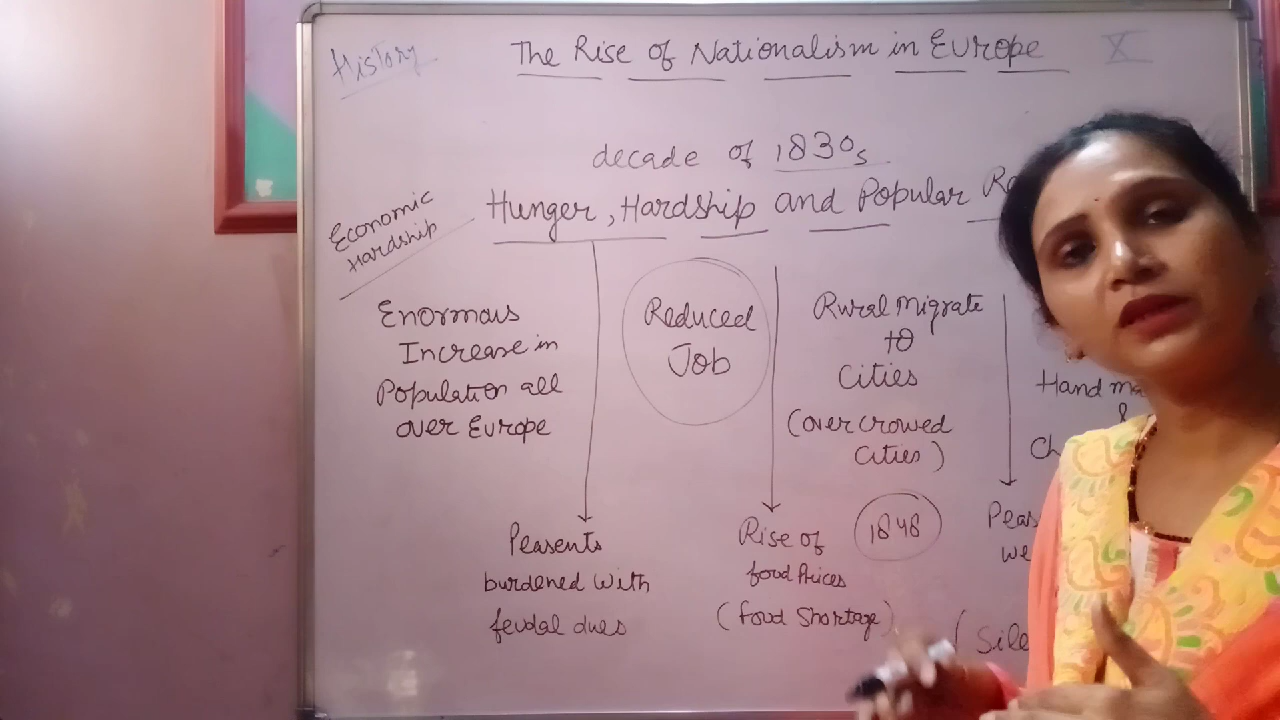 History
The Rise of Nationalism in Europe
X
decade of 1830s
Hunger, Hardship and Popular
Economic
Hardship
Enormous
Increase in
Population all
over Europe
Reduced
Job
Rural Migrate
to
Cities
(over crowed
Cities)
Hand
&
Peasents
burdened with
feudal dues
Rise of
food Prices
(food Shortage)
1848